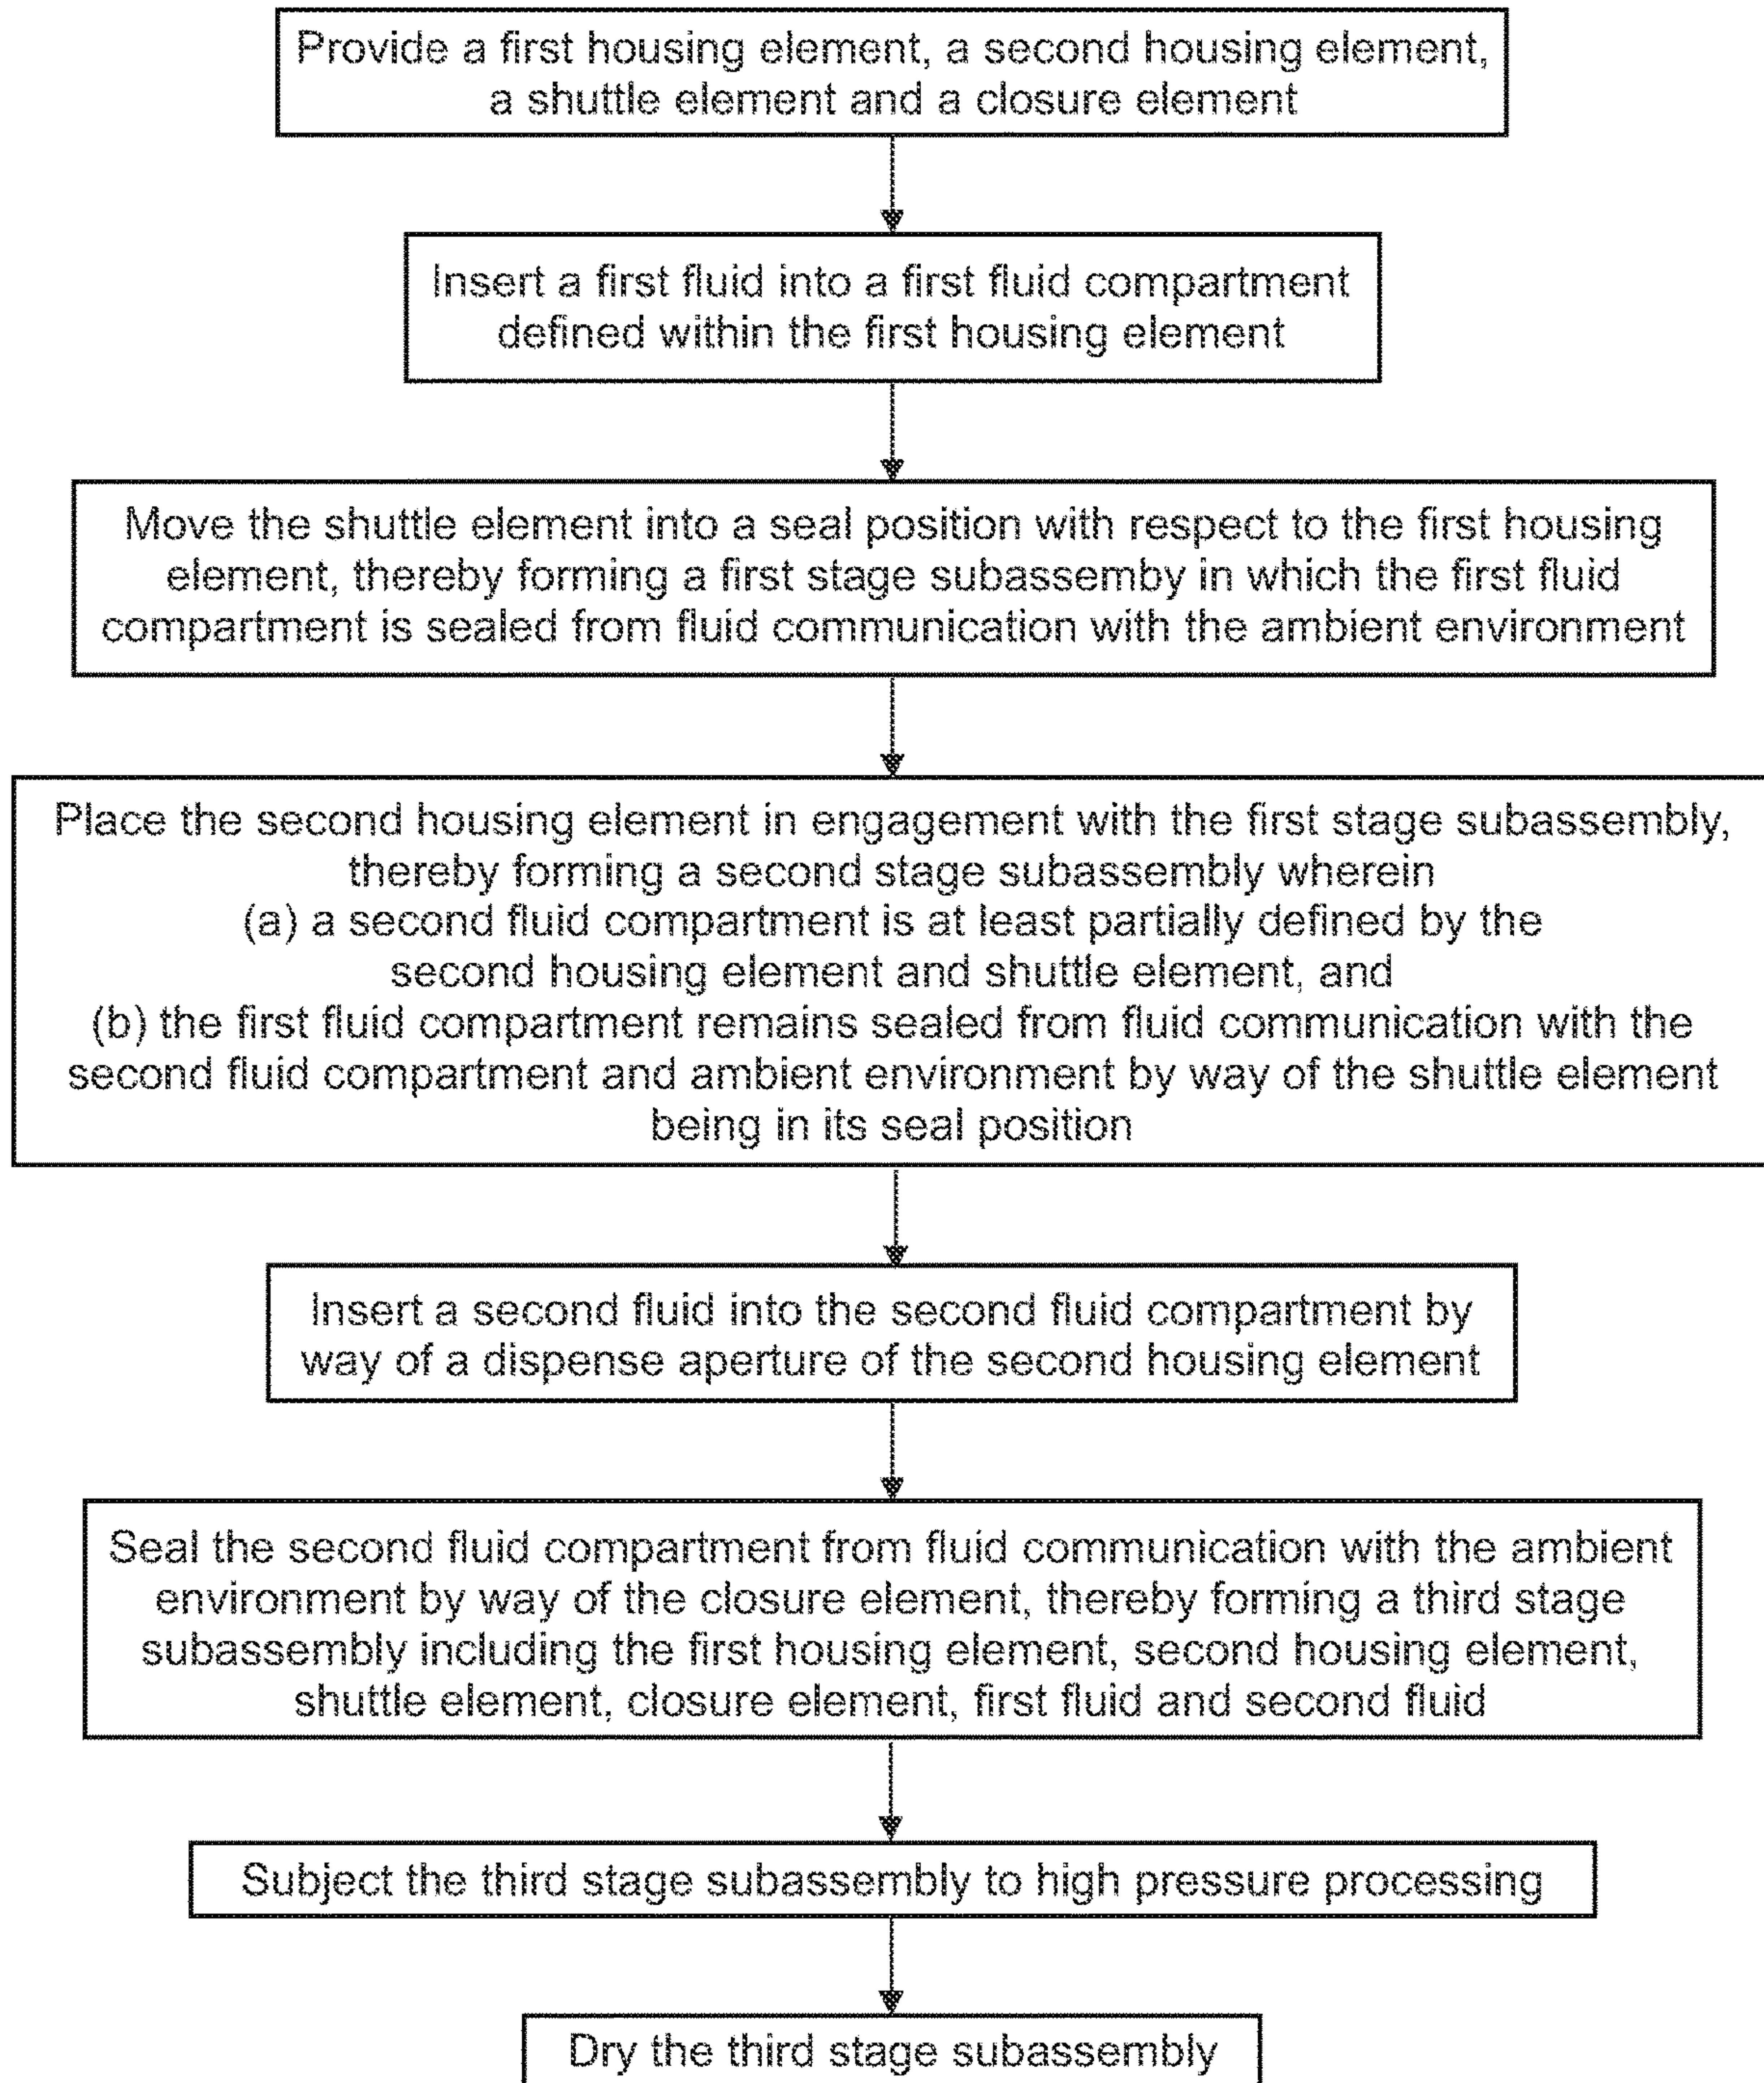 Provide a first housing element, a second housing element,
a shuttle element and a closure element
Insert a first fluid into a first fluid compartment
defined within the first housing element
Move the shuttle element into a seal position with respect to the first housing
element, thereby forming a first stage subassemby in which the first fluid
compartment is sealed from fluid communication with the ambient environment
Place the second housing element in engagement with the first stage subassembly,
thereby forming a second stage subassembly wherein
(a) a second fluid compartment is at least partially defined by the
second housing element and shuttle element, and
(b) the first fluid compartment remains sealed from fluid communication with the
second fluid compartment and ambient environment by way of the shuttle element
being in its seal position
Insert a second fluid into the second fluid compartment by
way of a dispense aperture of the second housing element
Seal the second fluid compartment from fluid communication with the ambient
environment by way of the closure element, thereby forming a third stage
subassembly including the first housing element, second housing element,
shuttle element, closure element, first fluid and second fluid
Subject the third stage subassembly to high pressure processing
Dry the third stage subassembly